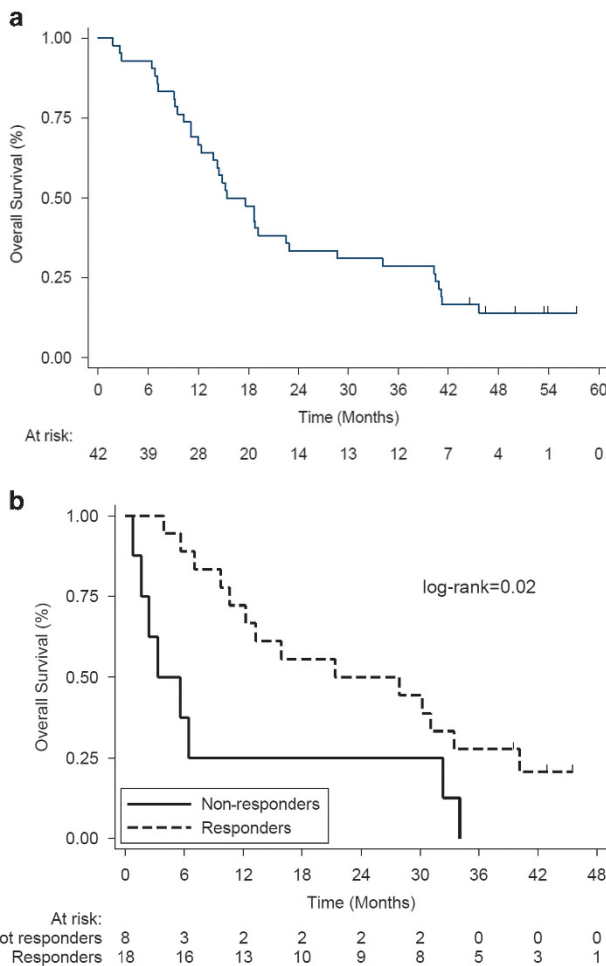 a
Overall Survival (%)
1.00
0.75
0.50
0.25
0.00
0 6 12 18 24 30 36 42 48 54 60
Time (Months)
At risk:
42 39 28 20 14 13 12 7 4 1 0
b
Overall Survival (%)
1.00
0.75
0.50
0.25
0.00
log-rank=0.02
Non-responders
Responders
0 6 12 18 24 30 36 42 48
Time (Months)
At risk:
ot responders 8 3 2 2 2 2 0 0 0
Responders 18 16 13 10 9 8 5 3 1